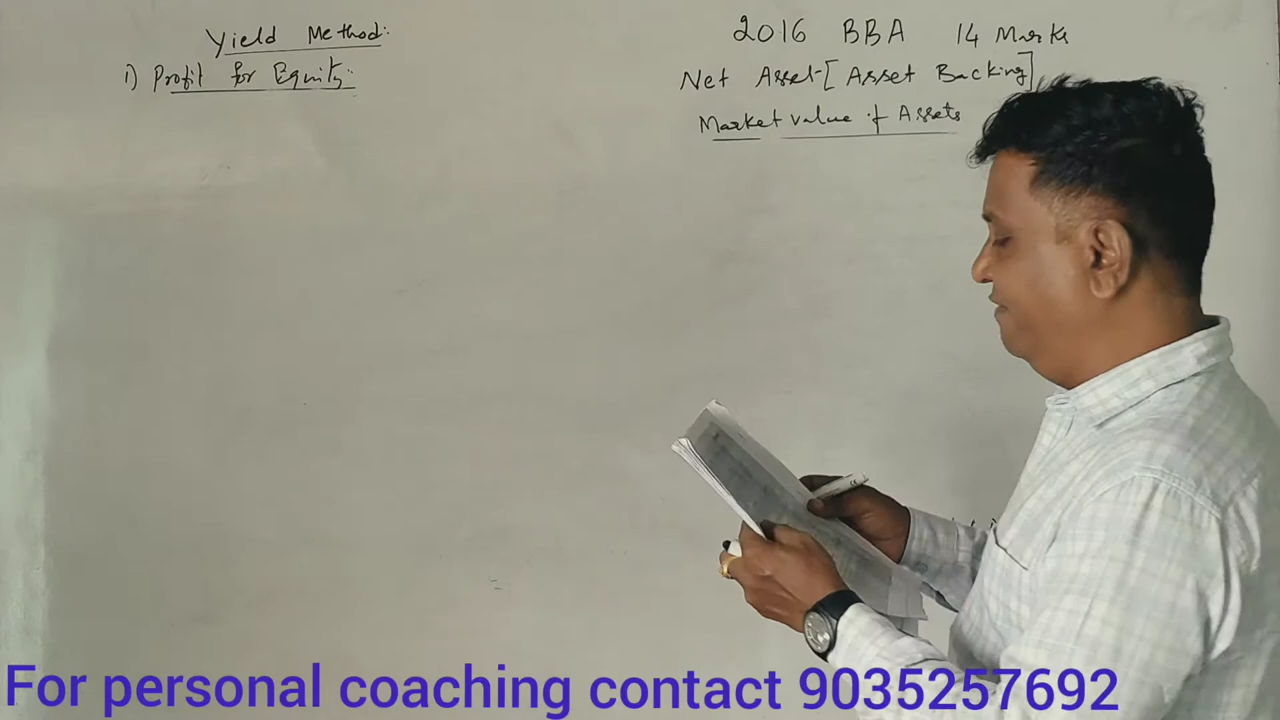 Yield Method:
1) Profit for Equity:
2016 BBA 14 Marks
Net Asset [Asset Backing]
Market value of Assets
For personal coaching contact 9035257692